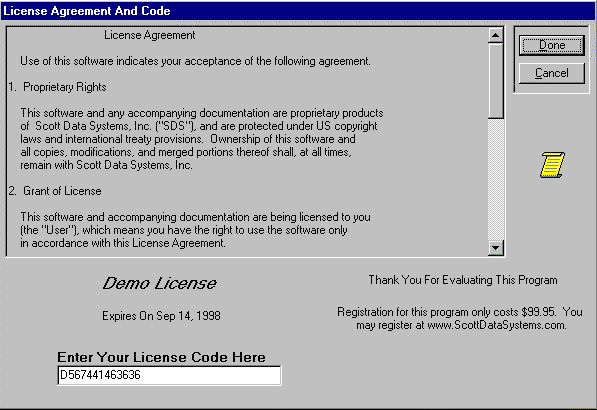 License Agreement And Code
License Agreement
Use of this software indicates your acceptance of the following agreement.
1. Proprietary Rights
This software and any accompanying documentation are proprietary products
of Scott Data Systems, Inc. ("SDS"), and are protected under US copyright
laws and international treaty provisions. Ownership of this software and
all copies, modifications, and merged portions thereof shall, at all times,
remain with Scott Data Systems, Inc.
2. Grant of License
This software and accompanying documentation are being licensed to you
(the "User"), which means you have the right to use the software only
in accordance with this License Agreement.
Done
Cancel
Demo License
Expires On Sep 14, 1998
Thank You For Evaluating This Program
Registration for this program only costs $99.95. You
may register at www.ScottDataSystems.com.
Enter Your License Code Here
D567441463636